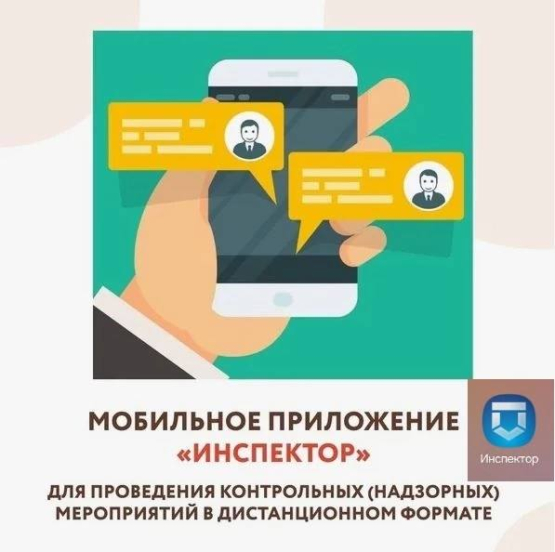 МОБИЛЬНОЕ ПРИЛОЖЕНИЕ
«ИНСПЕКТОР»
Инспектор
ДЛЯ ПРОВЕДЕНИЯ КОНТРОЛЬНЫХ (НАДЗОРНЫХ)
МЕРОПРИЯТИЙ В ДИСТАНЦИОННОМ ФОРМАТЕ